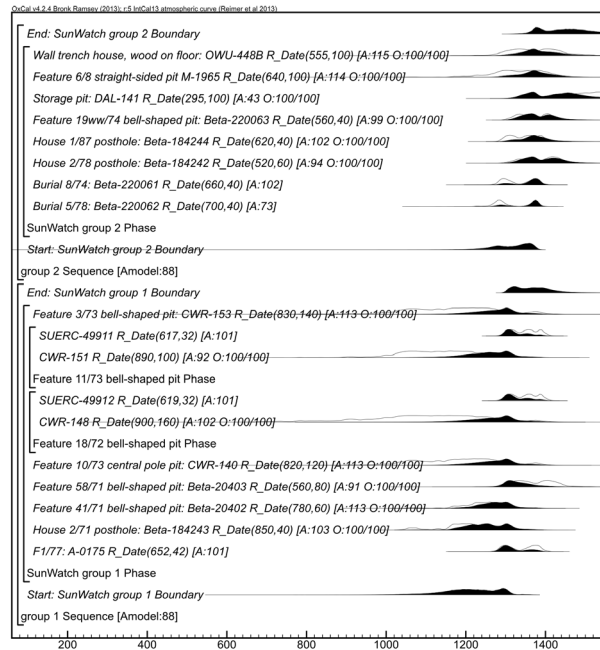 OxCal v4.2.4 Bronk Ramsey (2013); r:5 IntCal13 atmospheric curve (Reimer et al 2013)
End: SunWatch group 2 Boundary
Wall trench house, wood on floor: OWU-448B R_Date(555,100) [A:115 O:100/100]
Feature 6/8 straight-sided pit M-1965 R_Date(640,100) [A:114 O:100/100]
Storage pit: DAL-141 R_Date(295,100) [A:43 O:100/100]
Feature 19ww/74 bell-shaped pit: Beta-220063 R_Date(560,40) [A:99 O:100/100]
House 1/87 posthole: Beta-184244 R_Date(620,40) [A:102 O:100/100]
House 2/78 posthole: Beta-184242 R_Date(520,60) [A:94 O:100/100]
Burial 8/74: Beta-220061 R_Date(660,40) [A:102]
Burial 5/78: Beta-220062 R_Date(700,40) [A:73]
SunWatch group 2 Phase
Start: SunWatch group 2 Boundary
group 2 Sequence [Amodel:88]
End: SunWatch group 1 Boundary
Feature 3/73 bell-shaped pit: CWR-153 R_Date(830,140) [A:113 O:100/100]
SUERC-49911 R_Date(617,32) [A:101]
CWR-151 R_Date(890,100) [A:92 O:100/100]
Feature 11/73 bell-shaped pit Phase
SUERC-49912 R_Date(619,32) [A:101]
CWR-148 R_Date(900,160) [A:102 O:100/100]
Feature 18/72 bell-shaped pit Phase
Feature 10/73 central pole pit: CWR-140 R_Date(820,120) [A:113 O:100/100]
Feature 58/71 bell-shaped pit: Beta-20403 R_Date(560,80) [A:91 O:100/100]
Feature 41/71 bell-shaped pit: Beta-20402 R_Date(780,60) [A:113 O:100/100]
House 2/71 posthole: Beta-184243 R_Date(850,40) [A:103 O:100/100]
F1/77: A-0175 R_Date(652,42) [A:101]
SunWatch group 1 Phase
Start: SunWatch group 1 Boundary
group 1 Sequence [Amodel:88]
200 400 600 800 1000 1200 1400